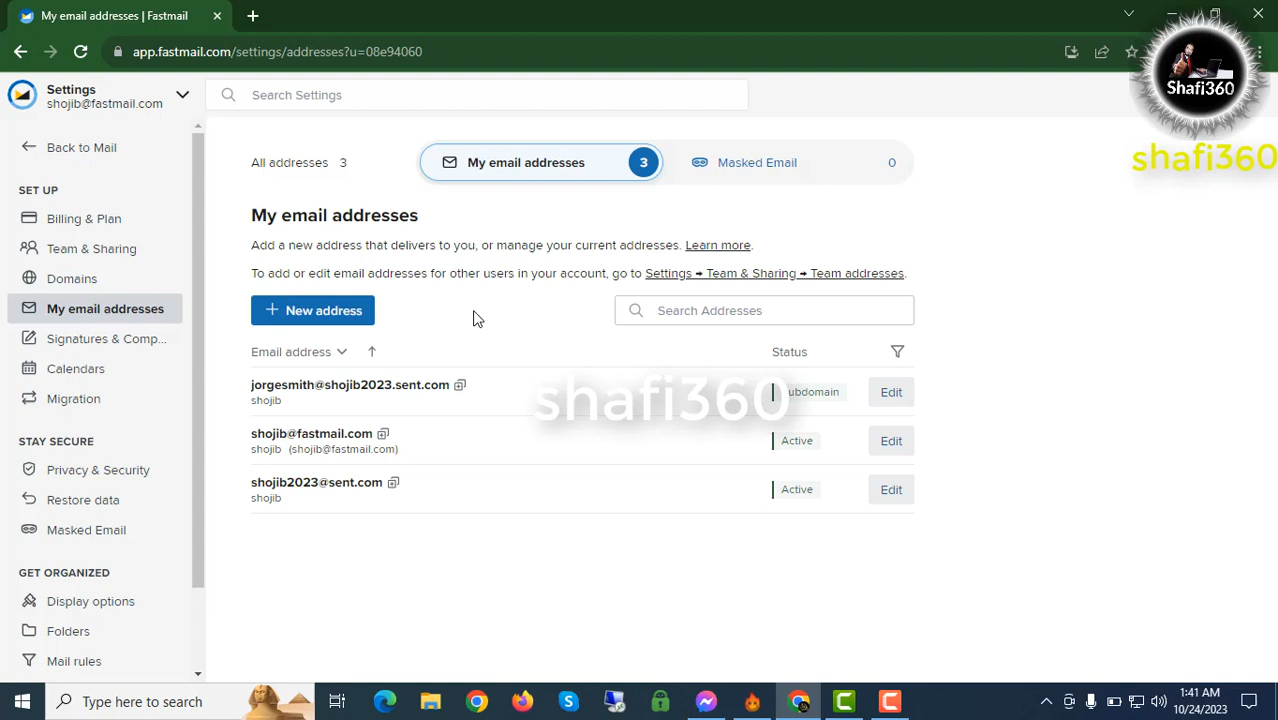 My email addresses | Fastmail
app.fastmail.com/settings/addresses?u=08e94060
Settings
shojib@fastmail.com
Search Settings
Shafi360
shafi360
Back to Mail
SET UP
Billing & Plan
Team & Sharing
Domains
My email addresses
Signatures & Comp...
Calendars
Migration
STAY SECURE
Privacy & Security
Restore data
Masked Email
GET ORGANIZED
Display options
Folders
Mail rules
All addresses 3
My email addresses 3
Masked Email 0
My email addresses
Add a new address that delivers to you, or manage your current addresses. Learn more.
To add or edit email addresses for other users in your account, go to Settings → Team & Sharing → Team addresses.
+ New address
Search Addresses
Email address
Status
jorgesmith@shojib2023.sent.com
shojib
ubdomain
Edit
shafi360
shojib@fastmail.com
shojib (shojib@fastmail.com)
Active
Edit
shojib2023@sent.com
shojib
Active
Edit
Type here to search
1:41 AM
10/24/2023